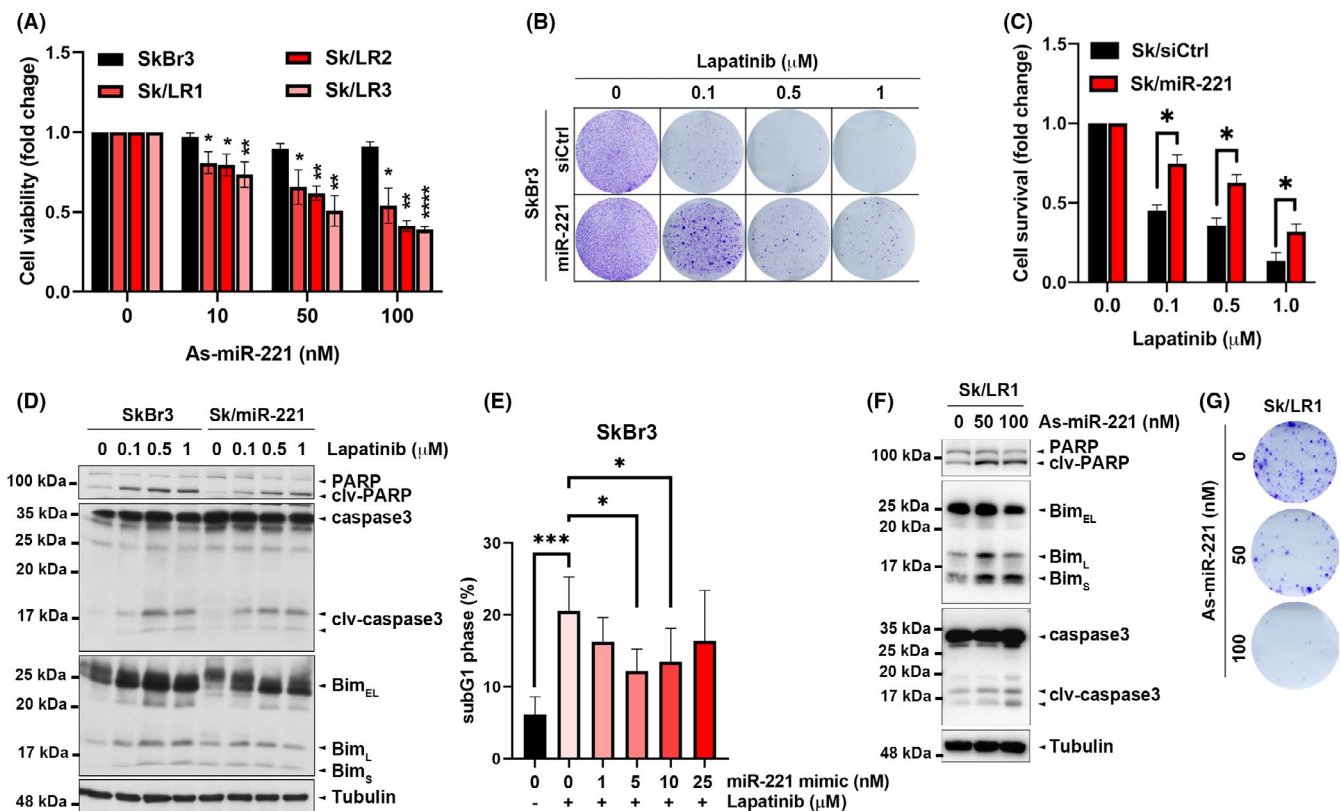 (A)
SkBr3
Sk/LR2
Sk/LR1
Sk/LR3
Cell viability (fold chage)
1.5
1.0
0.5
0.0
* * **
* ** **
* ** ****
0 10 50 100
As-miR-221 (nM)
(B)
Lapatinib (μM)
0 0.1 0.5 1
SkBr3
siCtrl
miR-221
(C)
Sk/siCtrl
Sk/miR-221
Cell survival (fold change)
1.5
1.0
0.5
0.0
* * *
0.0 0.1 0.5 1.0
Lapatinib (μM)
(D)
SkBr3 Sk/miR-221
0 0.1 0.5 1 0 0.1 0.5 1 Lapatinib (μM)
100 kDa
PARP
clv-PARP
35 kDa
caspase3
25 kDa
20 kDa
17 kDa
clv-caspase3
25 kDa
Bim EL
20 kDa
17 kDa
Bim L
Bim S
48 kDa
Tubulin
(E)
SkBr3
subG1 phase (%)
30
20
10
0
***
*
*
0 0 1 5 10 25 miR-221 mimic (nM)
- + + + + + Lapatinib (μM)
(F)
Sk/LR1
0 50 100 As-miR-221 (nM)
100 kDa
PARP
clv-PARP
25 kDa
Bim EL
20 kDa
17 kDa
Bim L
Bim S
35 kDa
caspase3
25 kDa
20 kDa
17 kDa
clv-caspase3
48 kDa
Tubulin
(G)
Sk/LR1
As-miR-221 (nM)
0
50
100